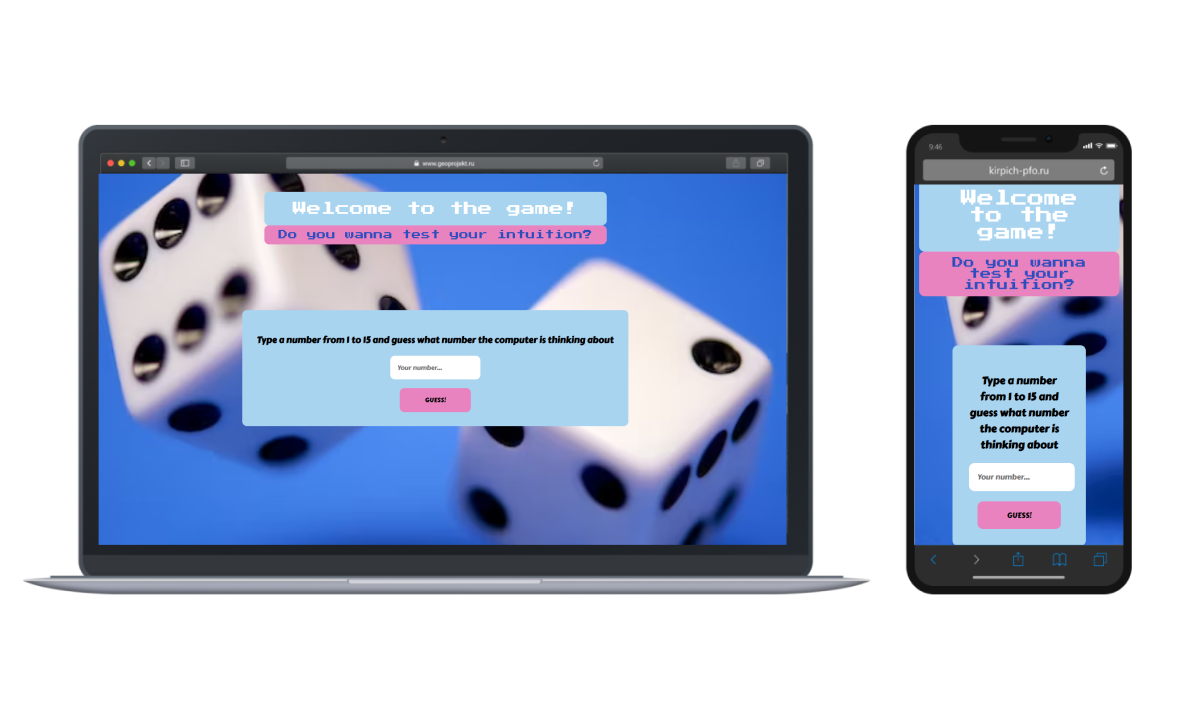 www.geoprojekt.ru
Welcome to the game!
Do you wanna test your intuition?
Type a number from 1 to 15 and guess what number the computer is thinking about
Your number...
GUESS!
9:46
kirpich-pfo.ru
Welcome
to the
game!
Do you wanna
test your
intuition?
Type a number
from 1 to 15 and
guess what number
the computer is
thinking about
Your number...
GUESS!